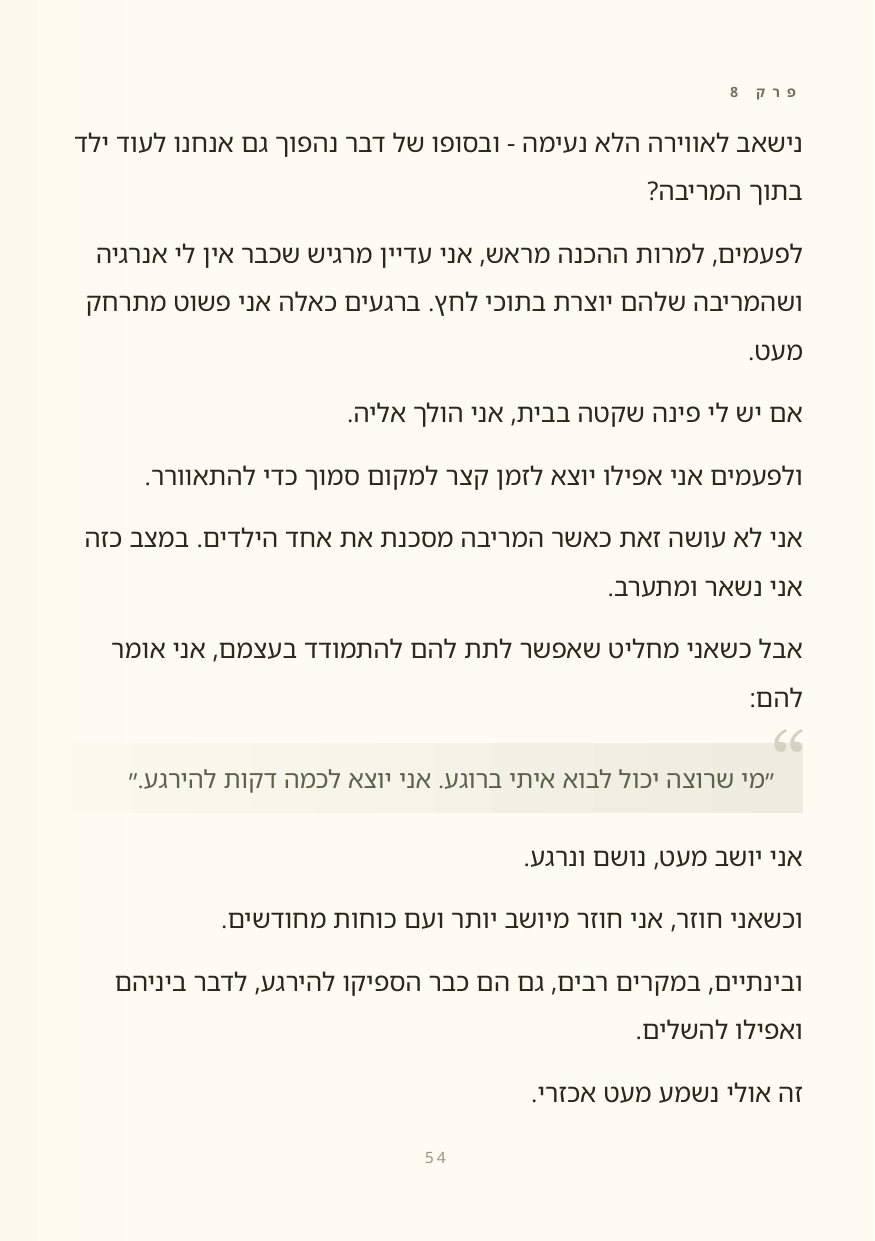 פרק 8
נישאב לאווירה הלא נעימה - ובסופו של דבר נהפוך גם אנחנו לעוד ילד
בתוך המריבה?
לפעמים, למרות ההכנה מראש, אני עדיין מרגיש שכבר אין לי אנרגיה
ושהמריבה שלהם יוצרת בתוכי לחץ. ברגעים כאלה אני פשוט מתרחק
מעט.
אם יש לי פינה שקטה בבית, אני הולך אליה.
ולפעמים אני אפילו יוצא לזמן קצר למקום סמוך כדי להתאוורר.
אני לא עושה זאת כאשר המריבה מסכנת את אחד הילדים. במצב כזה
אני נשאר ומתערב.
אבל כשאני מחליט שאפשר לתת להם להתמודד בעצמם, אני אומר
להם:
“
״מי שרוצה יכול לבוא איתי ברוגע. אני יוצא לכמה דקות להירגע.״
אני יושב מעט, נושם ונרגע.
וכשאני חוזר, אני חוזר מיושב יותר ועם כוחות מחודשים.
ובינתיים, במקרים רבים, גם הם כבר הספיקו להירגע, לדבר ביניהם
ואפילו להשלים.
זה אולי נשמע מעט אכזרי.
54